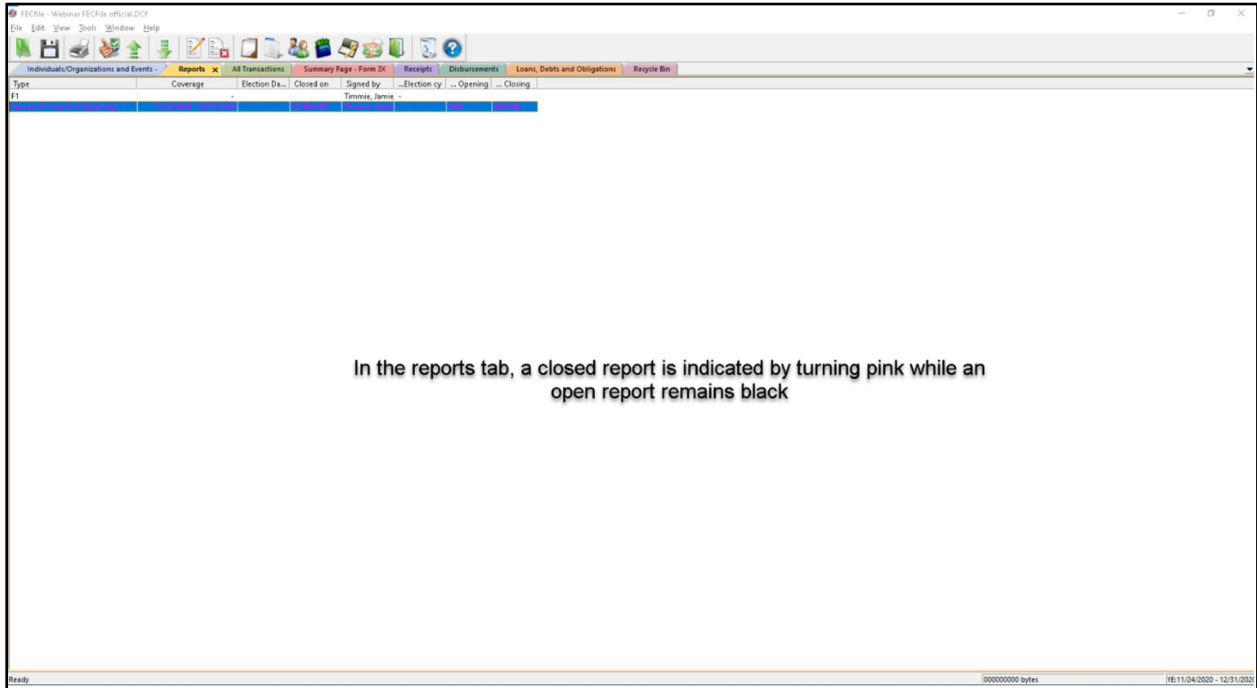 FECfile - Webinar FECFile official.DCf
File Edit View Tools Window Help
Individuals/Organizations and Events - Reports x All Transactions Summary Page - Form 3X Receipts Disbursements Loans, Debts and Obligations Recycle Bin
Type Coverage Election Da... Closed on Signed by ...Election cy ... Opening ... Closing
F1 - Timmie, Jamie -
In the reports tab, a closed report is indicated by turning pink while an
open report remains black
Ready 000000000 bytes YE:11/24/2020 - 12/31/202